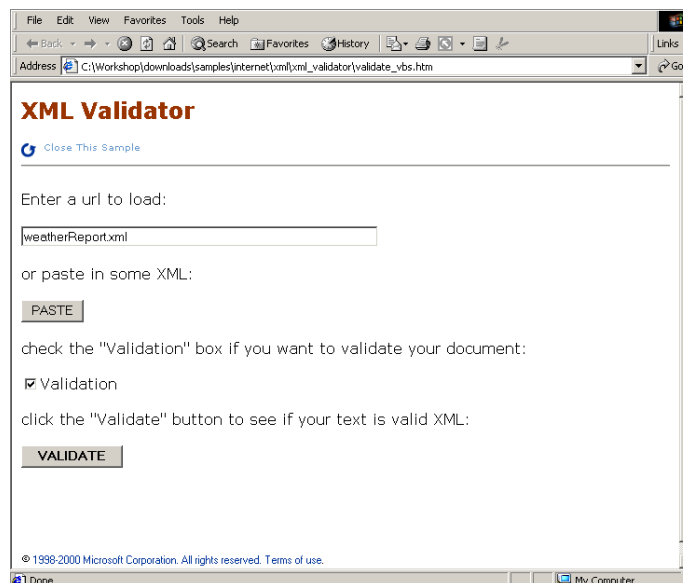 File Edit View Favorites Tools Help
Back Search Favorites History Links
Address C:\Workshop\downloads\samples\internet\xml\xml_validator\validate_vbs.htm Go
XML Validator
Close This Sample
Enter a url to load:
weatherReport.xml
or paste in some XML:
PASTE
check the "Validation" box if you want to validate your document:
Validation
click the "Validate" button to see if your text is valid XML:
VALIDATE
© 1998-2000 Microsoft Corporation. All rights reserved. Terms of use.
Done My Computer